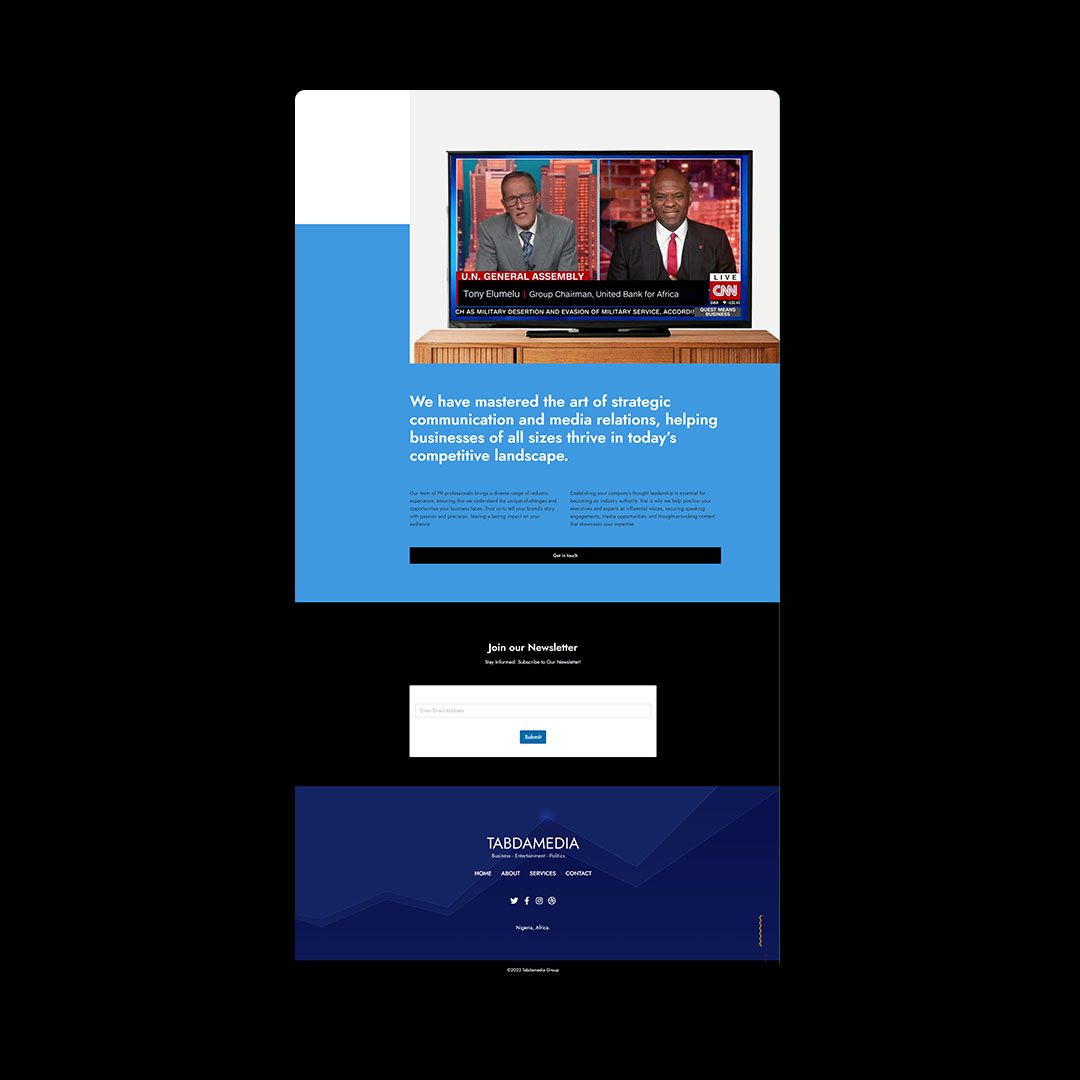 U.N. GENERAL ASSEMBLY
Tony Elumelu | Group Chairman, United Bank for Africa
LIVE
CNN
DAX ▼ -132.41
CH AS MILITARY DESERTION AND EVASION OF MILITARY SERVICE, ACCORDI
QUEST MEANS
BUSINESS
We have mastered the art of strategic
communication and media relations, helping
businesses of all sizes thrive in today's
competitive landscape.
Our team of PR professionals brings a diverse range of industry
experience, ensuring that we understand the unique challenges and
opportunities your business faces. Trust us to tell your brand's story
with passion and precision, leaving a lasting impact on your
audience.
Establishing your company's thought leadership is essential for
becoming an industry authority. that is why we help position your
executives and experts as influential voices, securing speaking
engagements, media opportunities, and thought-provoking content
that showcases your expertise.
Get in touch
Join our Newsletter
Stay Informed: Subscribe to Our Newsletter!
Enter Email Address
Submit
TABDAMEDIA
Business - Entertainment - Politics
HOME ABOUT SERVICES CONTACT
Nigeria, Africa.
©2023 Tabdamedia Group